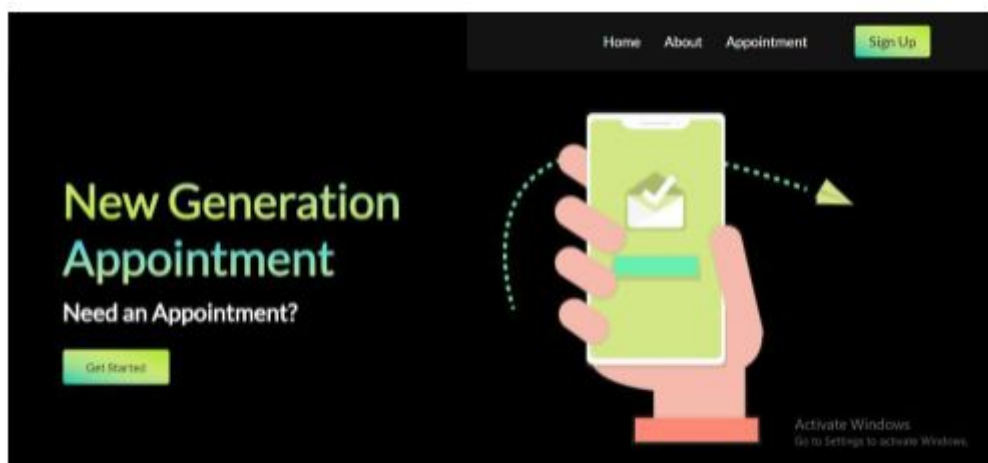 Home About Appointment Sign Up
New Generation
Appointment
Need an Appointment?
Get Started
Activate Windows
Go to Settings to activate Windows.